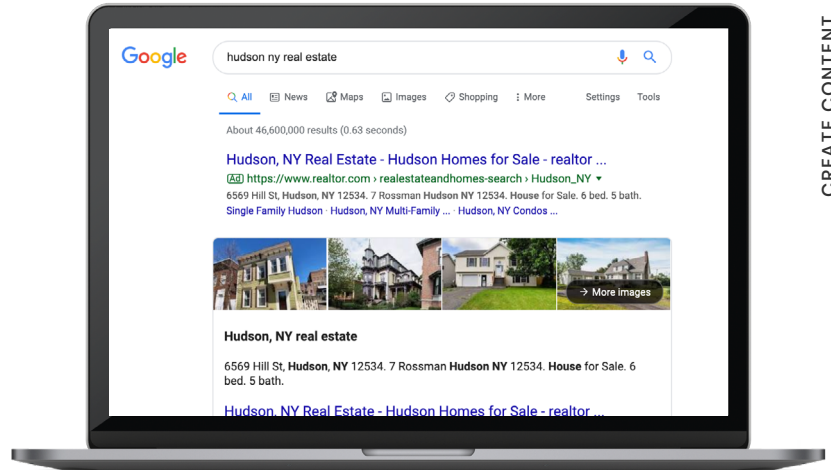 Google
hudson ny real estate
All News Maps Images Shopping More Settings Tools
About 46,600,000 results (0.63 seconds)
Hudson, NY Real Estate - Hudson Homes for Sale - realtor ...
Ad https://www.realtor.com › realestateandhomes-search › Hudson_NY
6569 Hill St, Hudson, NY 12534. 7 Rossman Hudson NY 12534. House for Sale. 6 bed. 5 bath.
Single Family Hudson · Hudson, NY Multi-Family ... · Hudson, NY Condos ...
→ More images
Hudson, NY real estate
6569 Hill St, Hudson, NY 12534. 7 Rossman Hudson NY 12534. House for Sale. 6
bed. 5 bath.
Hudson, NY Real Estate - Hudson Homes for Sale - realtor ...
CREATE CONTENT